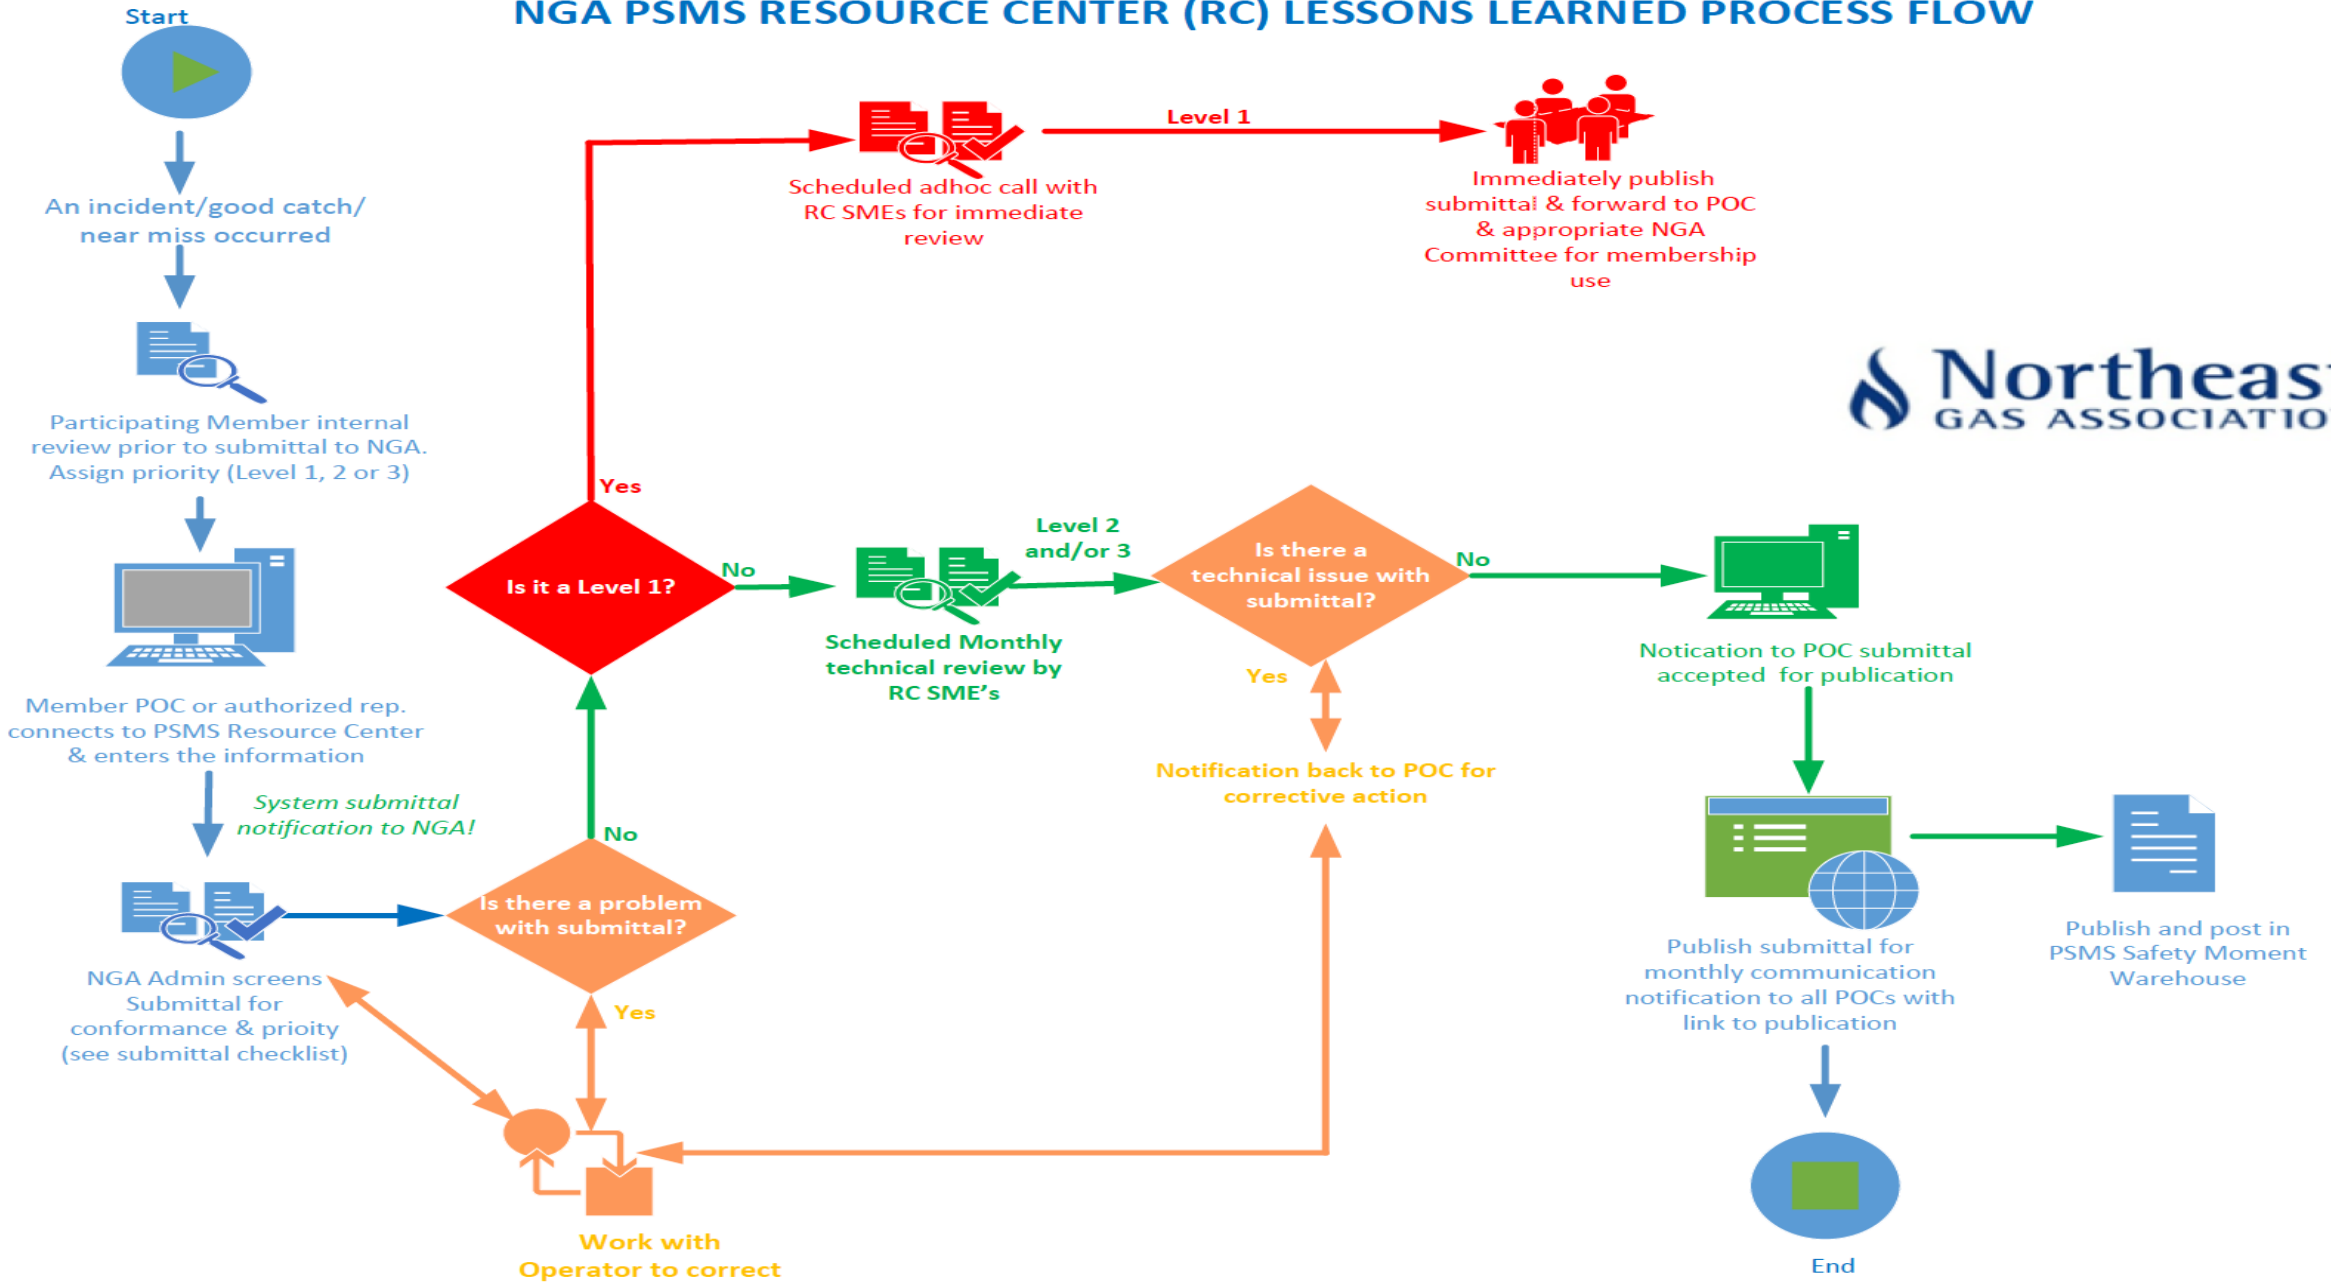 NGA PSMS RESOURCE CENTER (RC) LESSONS LEARNED PROCESS FLOW
Start
An incident/good catch/
near miss occurred
Participating Member internal
review prior to submittal to NGA.
Assign priority (Level 1, 2 or 3)
Member POC or authorized rep.
connects to PSMS Resource Center
& enters the information
System submittal
notification to NGA!
NGA Admin screens
Submittal for
conformance & prioity
(see submittal checklist)
Is there a problem
with submittal?
No
Yes
Work with
Operator to correct
Is it a Level 1?
Yes
No
Scheduled adhoc call with
RC SMEs for immediate
review
Level 1
Immediately publish
submittal & forward to POC
& appropriate NGA
Committee for membership
use
Scheduled Monthly
technical review by
RC SME's
Level 2
and/or 3
Is there a
technical issue with
submittal?
No
Yes
Notification back to POC for
corrective action
Northeast
GAS ASSOCIATIO
Notication to POC submittal
accepted for publication
Publish submittal for
monthly communication
notification to all POCs with
link to publication
Publish and post in
PSMS Safety Moment
Warehouse
End